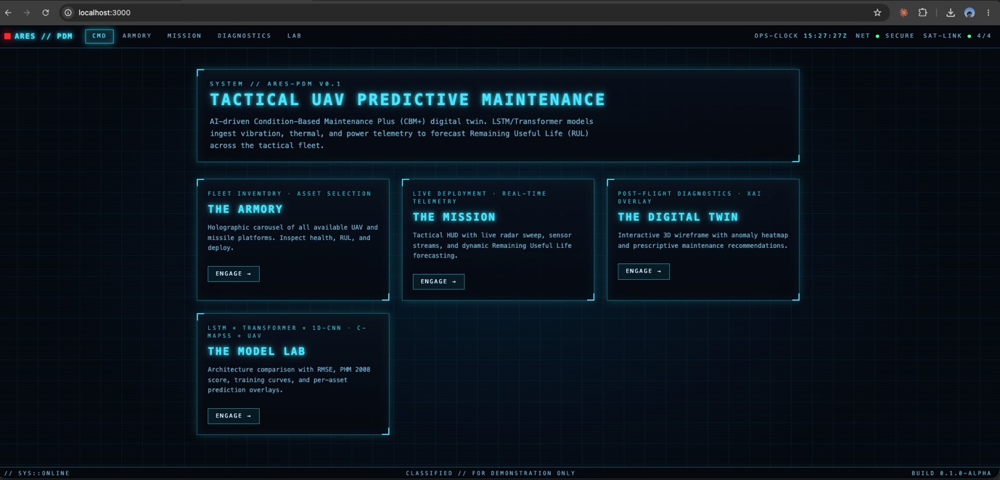 localhost:3000
ARES // PDM CMD ARMORY MISSION DIAGNOSTICS LAB OPS-CLOCK 15:27:27Z NET ● SECURE SAT-LINK ● 4/4
SYSTEM // ARES-PDM V0.1
TACTICAL UAV PREDICTIVE MAINTENANCE
AI-driven Condition-Based Maintenance Plus (CBM+) digital twin. LSTM/Transformer models
ingest vibration, thermal, and power telemetry to forecast Remaining Useful Life (RUL)
across the tactical fleet.
FLEET INVENTORY · ASSET SELECTION
THE ARMORY
Holographic carousel of all available UAV and
missile platforms. Inspect health, RUL, and
deploy.
ENGAGE →
LIVE DEPLOYMENT · REAL-TIME
TELEMETRY
THE MISSION
Tactical HUD with live radar sweep, sensor
streams, and dynamic Remaining Useful Life
forecasting.
ENGAGE →
POST-FLIGHT DIAGNOSTICS · XAI
OVERLAY
THE DIGITAL TWIN
Interactive 3D wireframe with anomaly heatmap
and prescriptive maintenance recommendations.
ENGAGE →
LSTM × TRANSFORMER × 1D-CNN · C-
MAPSS + UAV
THE MODEL LAB
Architecture comparison with RMSE, PHM 2008
score, training curves, and per-asset
prediction overlays.
ENGAGE →
// SYS::ONLINE CLASSIFIED // FOR DEMONSTRATION ONLY BUILD 0.1.0-ALPHA